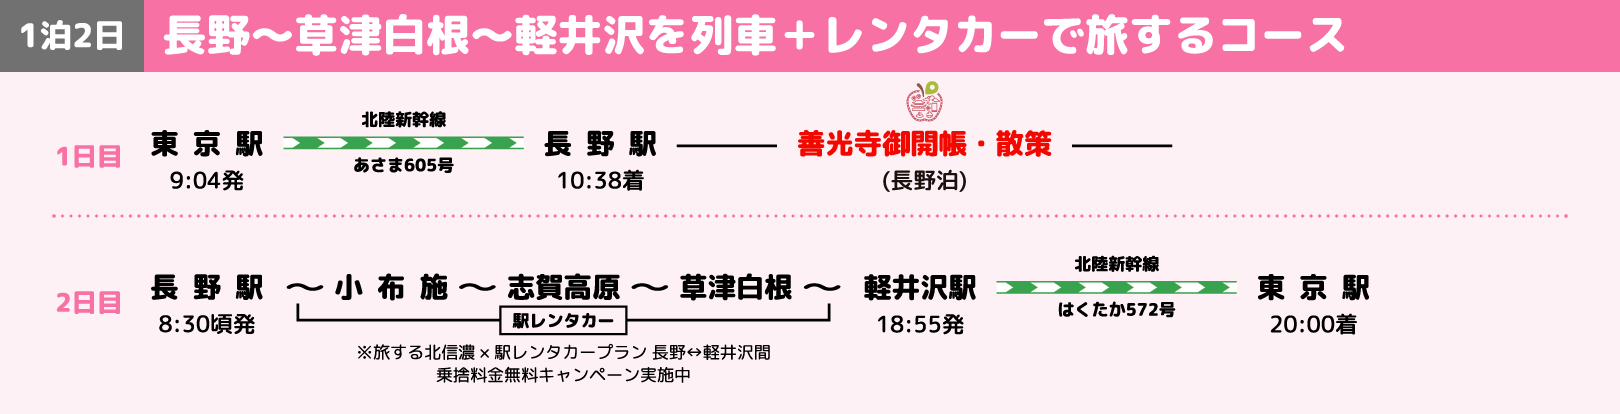 1泊2日 長野～草津白根～軽井沢を列車＋レンタカーで旅するコース
1日目
東京駅
9:04発
北陸新幹線
あさま605号
長野駅
10:38着
善光寺御開帳・散策
(長野泊)
2日目
長野駅 ～ 小布施 ～ 志賀高原 ～ 草津白根 ～ 軽井沢駅
8:30頃発
駅レンタカー
※旅する北信濃×駅レンタカープラン 長野↔軽井沢間
乗捨料金無料キャンペーン実施中
18:55発
北陸新幹線
はくたか572号
東京駅
20:00着